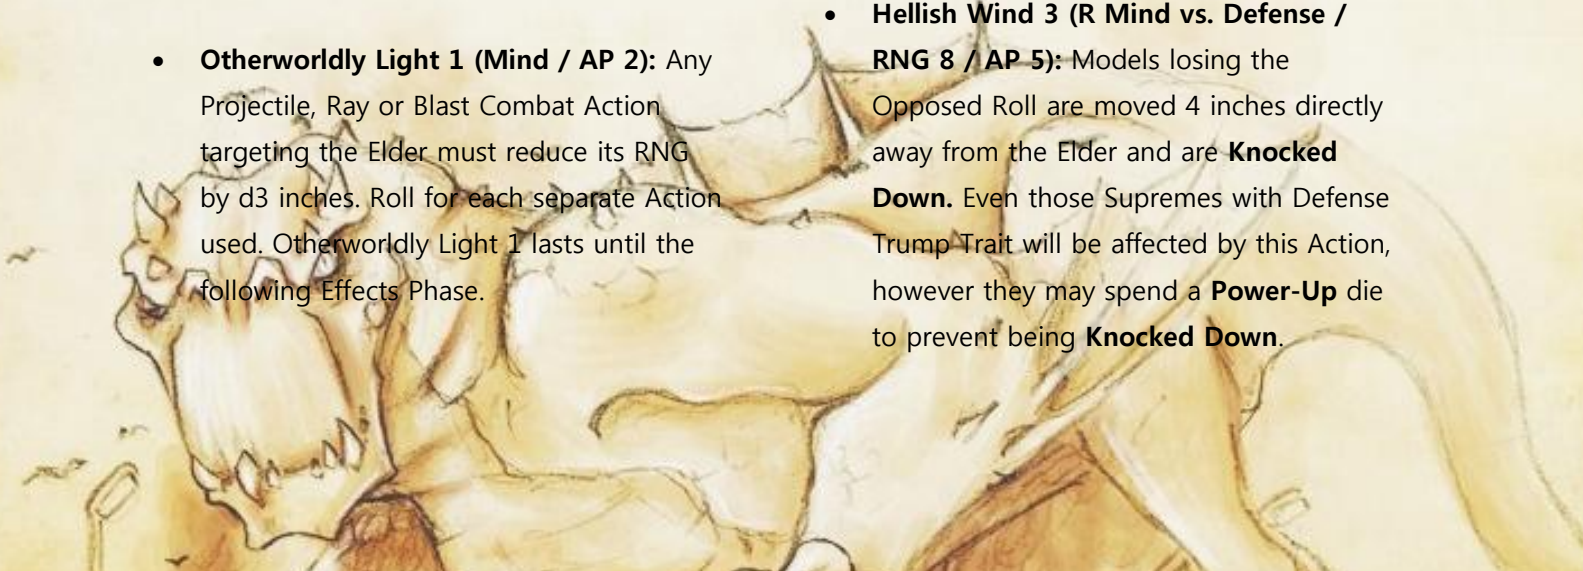 • Otherworldly Light 1 (Mind / AP 2): Any
Projectile, Ray or Blast Combat Action
targeting the Elder must reduce its RNG
by d3 inches. Roll for each separate Action
used. Otherworldly Light 1 lasts until the
following Effects Phase.
• Hellish Wind 3 (R Mind vs. Defense /
RNG 8 / AP 5): Models losing the
Opposed Roll are moved 4 inches directly
away from the Elder and are Knocked
Down. Even those Supremes with Defense
Trump Trait will be affected by this Action,
however they may spend a Power-Up die
to prevent being Knocked Down.